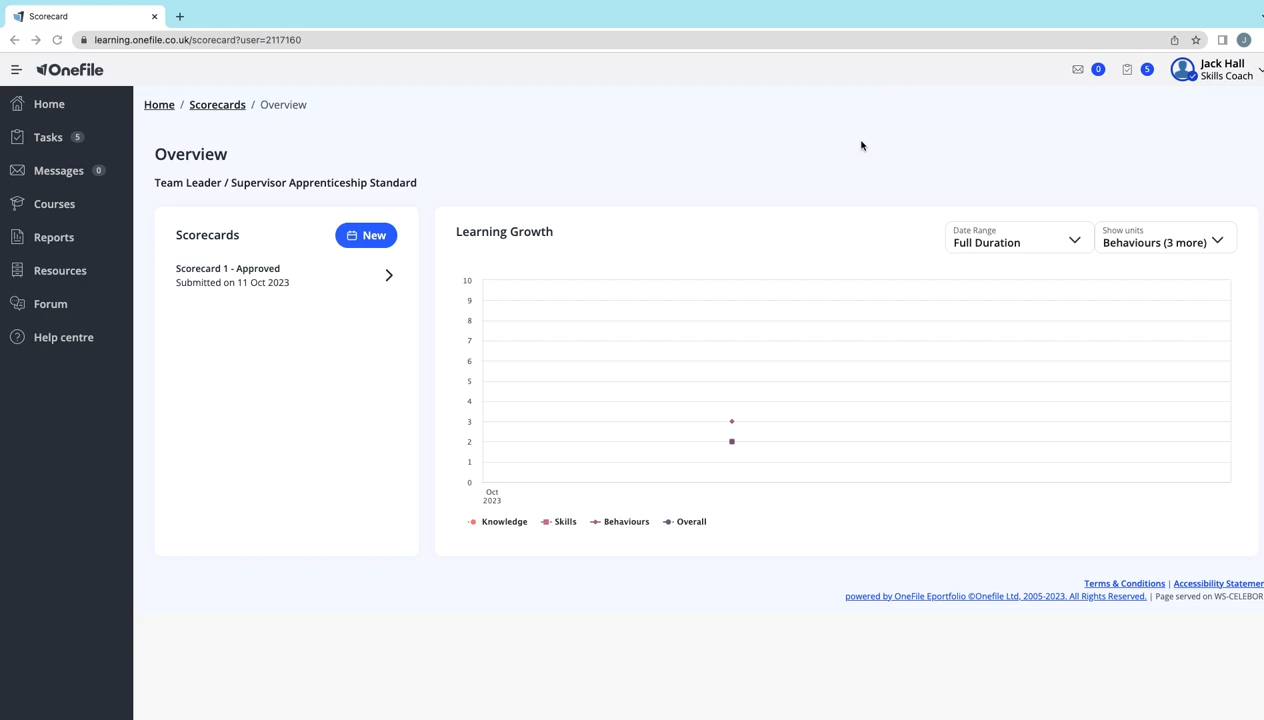 Scorecard
learning.onefile.co.uk/scorecard?user=2117160
J
Onefile
0
5
Jack Hall
Skills Coach
Home
Tasks 5
Messages 0
Courses
Reports
Resources
Forum
Help centre
Home / Scorecards / Overview
Overview
Team Leader / Supervisor Apprenticeship Standard
Scorecards
New
Scorecard 1 - Approved
Submitted on 11 Oct 2023
Learning Growth
Date Range
Full Duration
Show units
Behaviours (3 more)
10
9
8
7
6
5
4
3
2
1
0
Oct
2023
Knowledge Skills Behaviours Overall
Terms & Conditions | Accessibility Statemen
powered by OneFile Eportfolio ©Onefile Ltd, 2005-2023. All Rights Reserved. | Page served on WS-CELEBOR